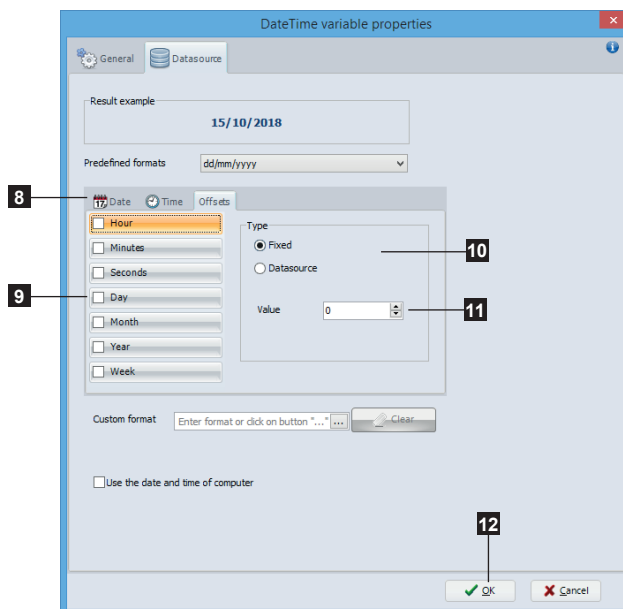 DateTime variable properties
General
Datasource
Result example
15/10/2018
Predefined formats
dd/mm/yyyy
8
17 Date
Time
Offsets
Hour
Minutes
Seconds
9
Day
Month
Year
Week
Type
Fixed
10
Datasource
Value
0
11
Custom format
Enter format or click on button "..."
...
Clear
Use the date and time of computer
12
OK
Cancel